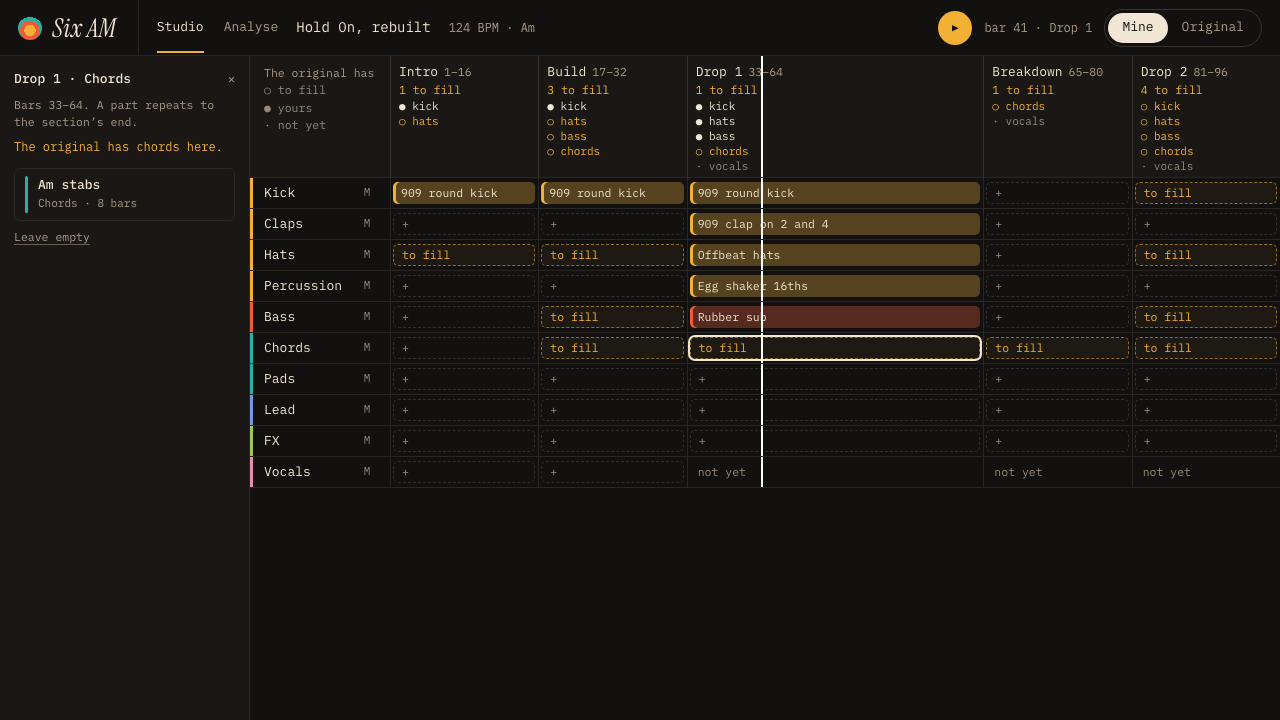 Six AM
Studio
Analyse
Hold On, rebuilt
124 BPM · Am
▶
bar 41 · Drop 1
Mine
Original
Drop 1 · Chords
×
Bars 33–64. A part repeats to
the section’s end.
The original has chords here.
Am stabs
Chords · 8 bars
Leave empty
The original has
○ to fill
● yours
· not yet
Intro 1–16
1 to fill
● kick
○ hats
Build 17–32
3 to fill
● kick
○ hats
○ bass
○ chords
Drop 1 33–64
1 to fill
● kick
● hats
● bass
○ chords
· vocals
Breakdown 65–80
1 to fill
○ chords
· vocals
Drop 2 81–96
4 to fill
○ kick
○ hats
○ bass
○ chords
· vocals
Kick M 909 round kick 909 round kick 909 round kick + to fill
Claps M + + 909 clap on 2 and 4 + +
Hats M to fill to fill Offbeat hats + to fill
Percussion M + + Egg shaker 16ths + +
Bass M + to fill Rubber sub + to fill
Chords M + to fill to fill to fill to fill
Pads M + + + + +
Lead M + + + + +
FX M + + + + +
Vocals M + + not yet not yet not yet